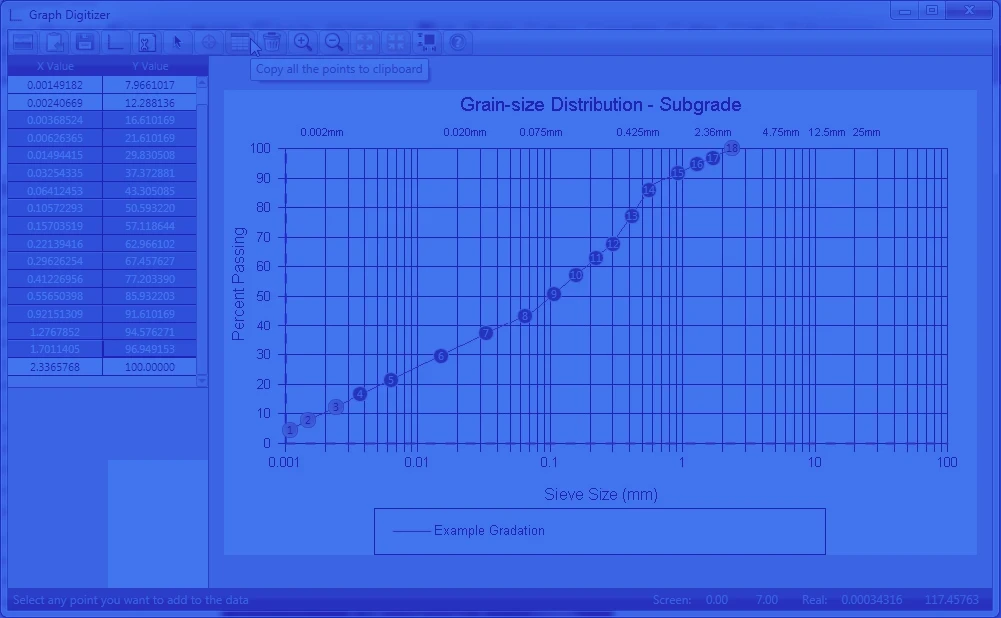 Graph Digitizer
Copy all the points to clipboard
X Value Y Value
0.00149182 7.9661017
0.00240669 12.288136
0.00368524 16.610169
0.00626365 21.610169
0.01494415 29.830508
0.03254335 37.372881
0.06412453 43.305085
0.10572293 50.593220
0.15703519 57.118644
0.22139416 62.966102
0.29626254 67.457627
0.41226956 77.203390
0.55650398 85.932203
0.92151309 91.610169
1.2767852 94.576271
1.7011405 96.949153
2.3365768 100.00000
Grain-size Distribution - Subgrade
0.002mm 0.020mm 0.075mm 0.425mm 2.36mm 4.75mm 12.5mm 25mm
100
90
80
70
60
50
40
30
20
10
0
Percent Passing
1 2 3 4 5 6 7 8 9 10 11 12 13 14 15 16 17 18
0.001 0.01 0.1 1 10 100
Sieve Size (mm)
Example Gradation
Select any point you want to add to the data
Screen: 0.00 7.00 Real: 0.00034316 117.45763